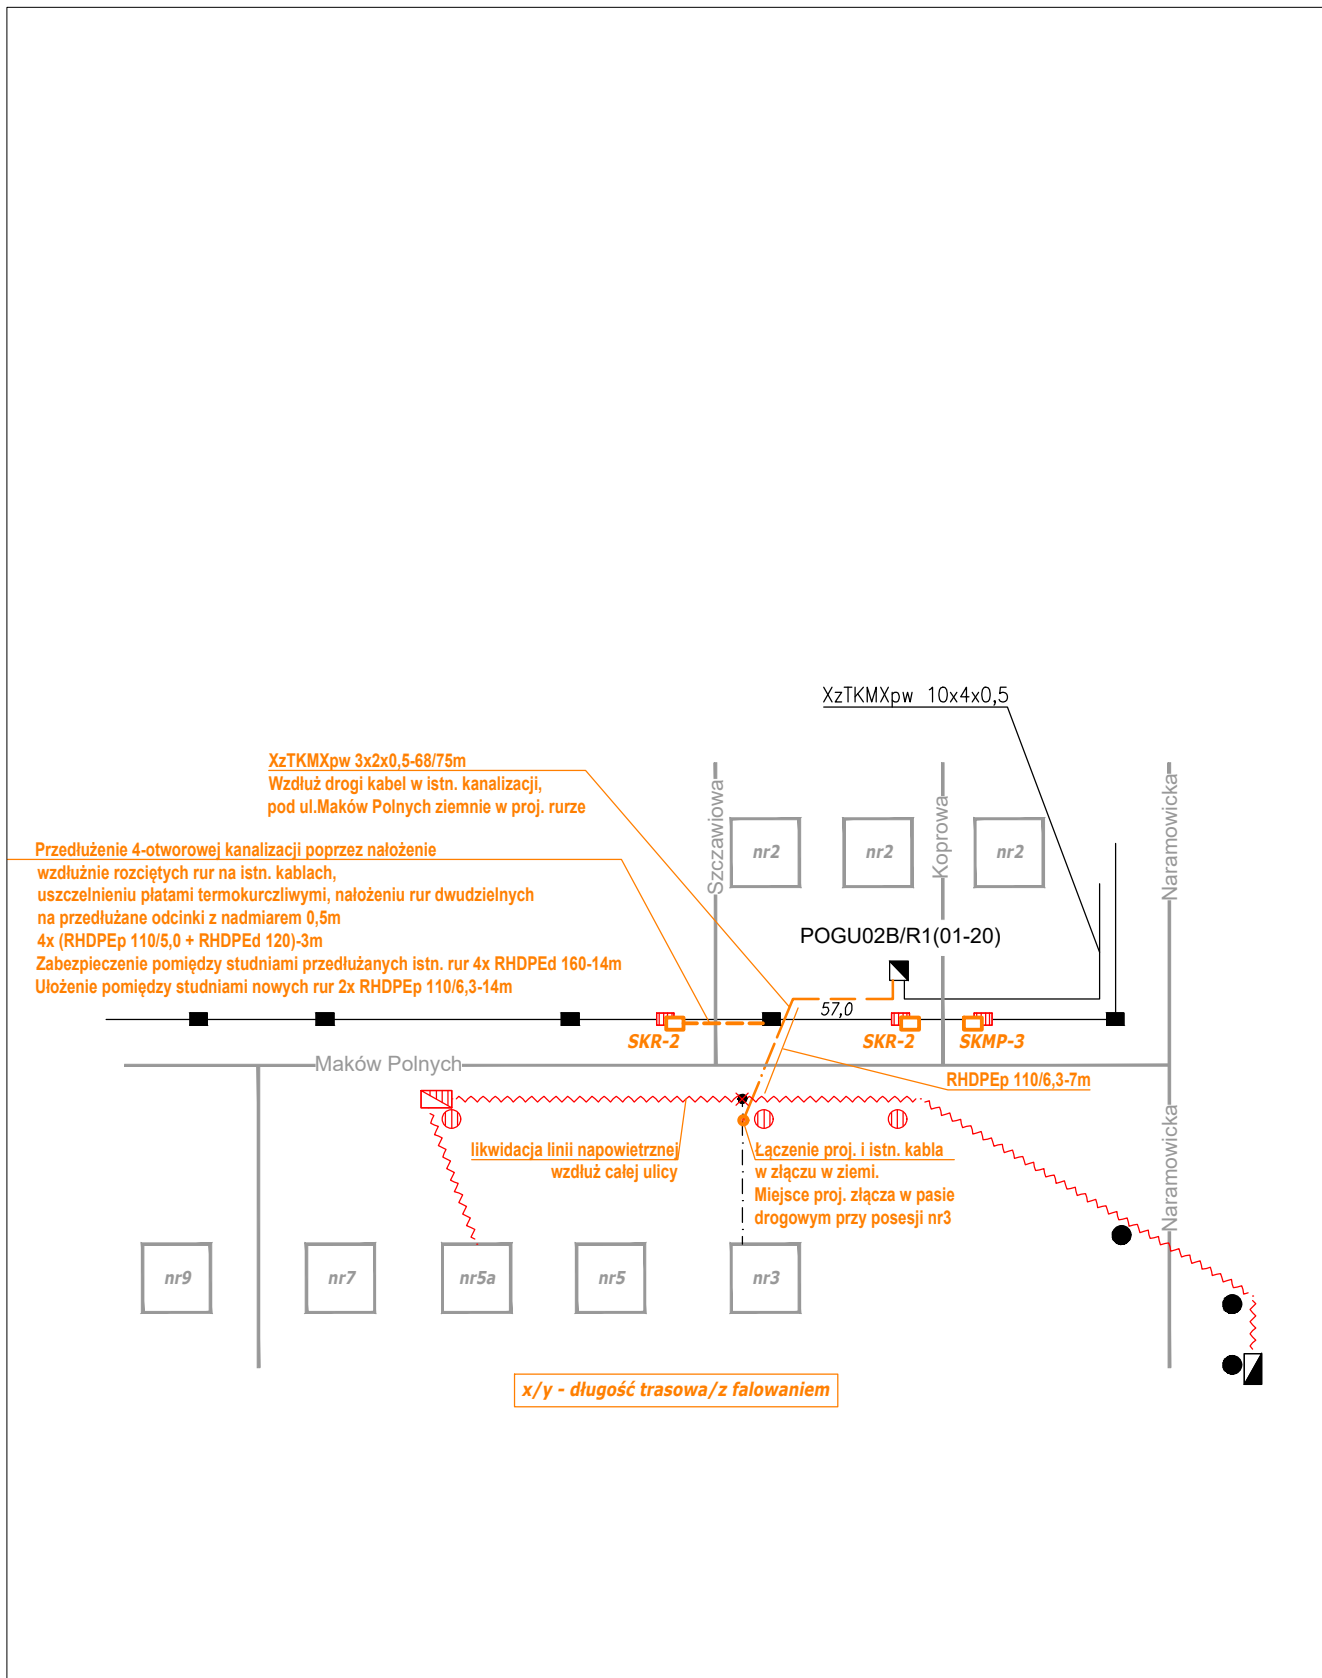 XzTKMXpw 10x4x0,5
XzTKMXpw 3x2x0,5-68/75m
Wzdłuż drogi kabel w istn. kanalizacji,
pod ul.Maków Polnych ziemnie w proj. rurze
Szczawiowa
Koprowa
Naramowicka
nr2
nr2
nr2
Przedłużenie 4-otworowej kanalizacji poprzez nałożenie
wzdłużnie rozciętych rur na istn. kablach,
uszczelnieniu płatami termokurczliwymi, nałożeniu rur dwudzielnych
na przedłużane odcinki z nadmiarem 0,5m
4x (RHDPEp 110/5,0 + RHDPEd 120)-3m
Zabezpieczenie pomiędzy studniami przedłużanych istn. rur 4x RHDPEd 160-14m
Ułożenie pomiędzy studniami nowych rur 2x RHDPEp 110/6,3-14m
POGU02B/R1(01-20)
57,0
SKR-2
SKR-2
SKMP-3
Maków Polnych
RHDPEp 110/6,3-7m
likwidacja linii napowietrznej
wzdłuż całej ulicy
Łączenie proj. i istn. kabla
w złączu w ziemi.
Miejsce proj. złącza w pasie
drogowym przy posesji nr3
Naramowicka
nr9
nr7
nr5a
nr5
nr3
x/y - długość trasowa/z falowaniem